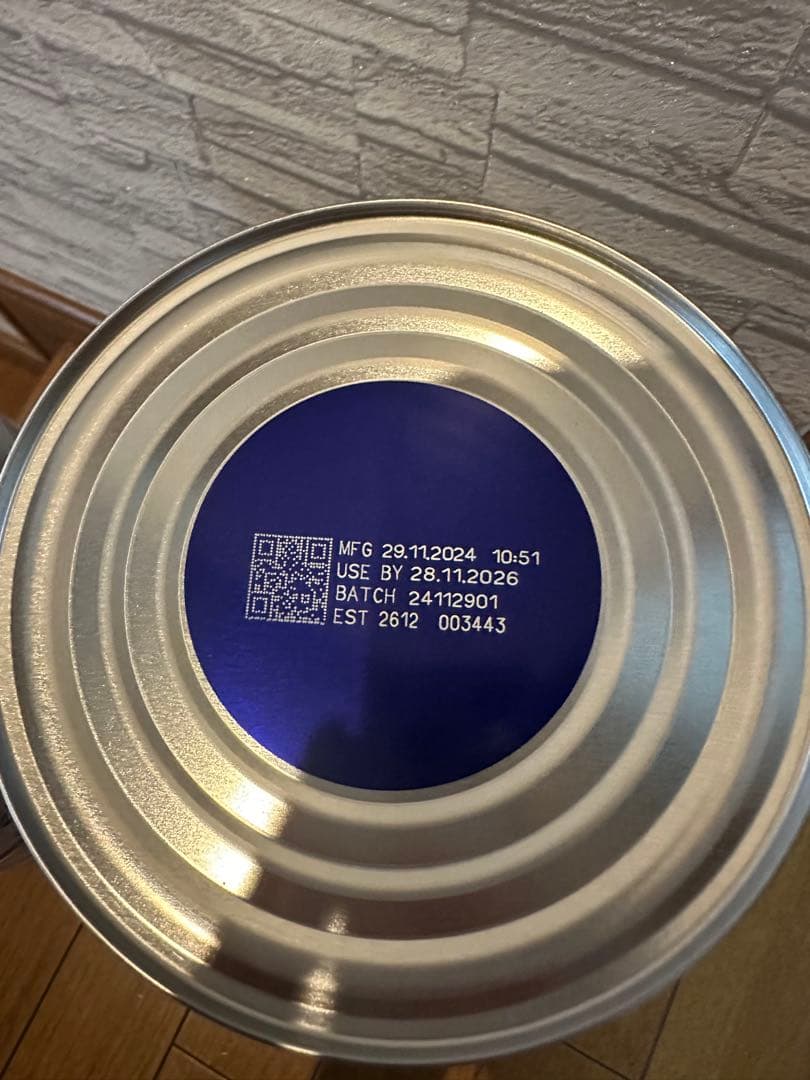 MFG 29.11.2024 10:51
USE BY 28.11.2026
BATCH 24112901
EST 2612 003443